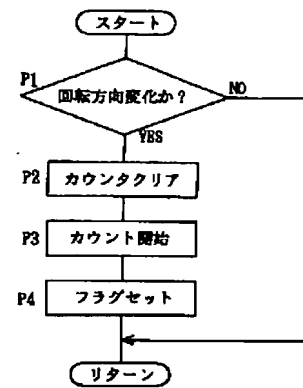 スタート
P1
回転方向変化か?
NO
YES
P2 カウンタクリア
P3 カウント開始
P4 フラグセット
リターン